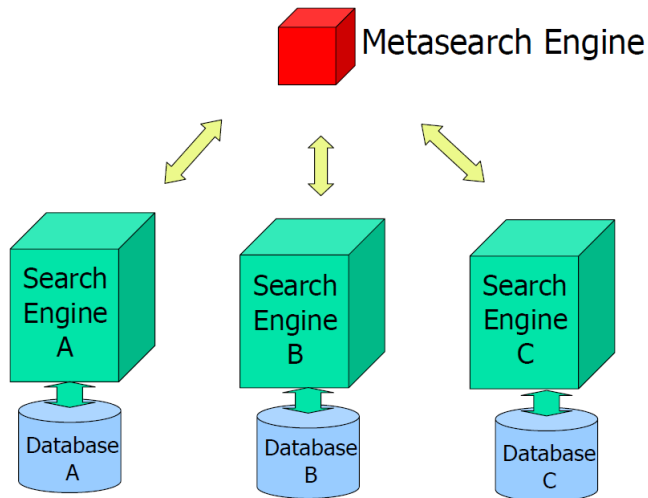 Metasearch Engine
Search
Engine
A
Search
Engine
B
Search
Engine
C
Database
A
Database
B
Database
C